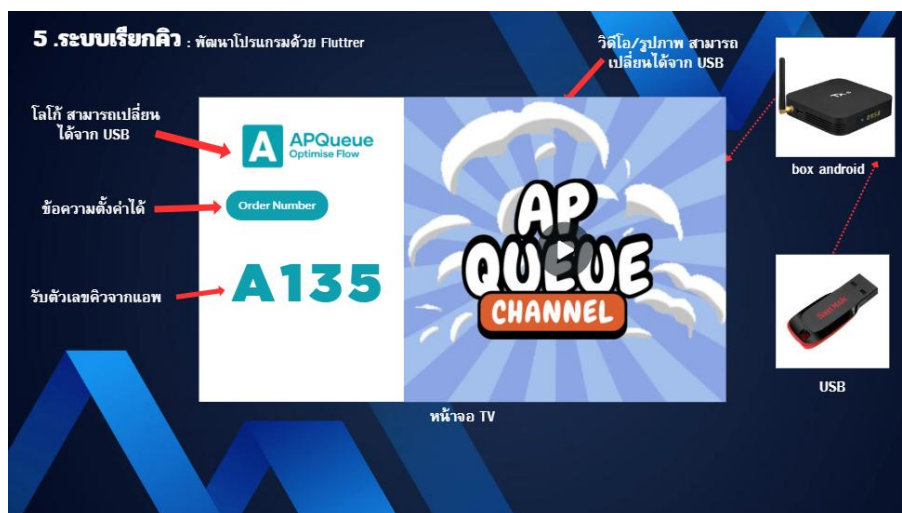 5 .ระบบเรียกคิว : พัฒนาโปรแกรมด้วย Fluttrer
วิดีโอ/รูปภาพ สามารถ
เปลี่ยนได้จาก USB
โลโก้ สามารถเปลี่ยน
ได้จาก USB
A APQueue
Optimise Flow
ข้อความตั้งค่าได้
Order Number
รับตัวเลขคิวจากแอพ
A135
AP
QUEUE
CHANNEL
หน้าจอ TV
box android
SanDisk
USB